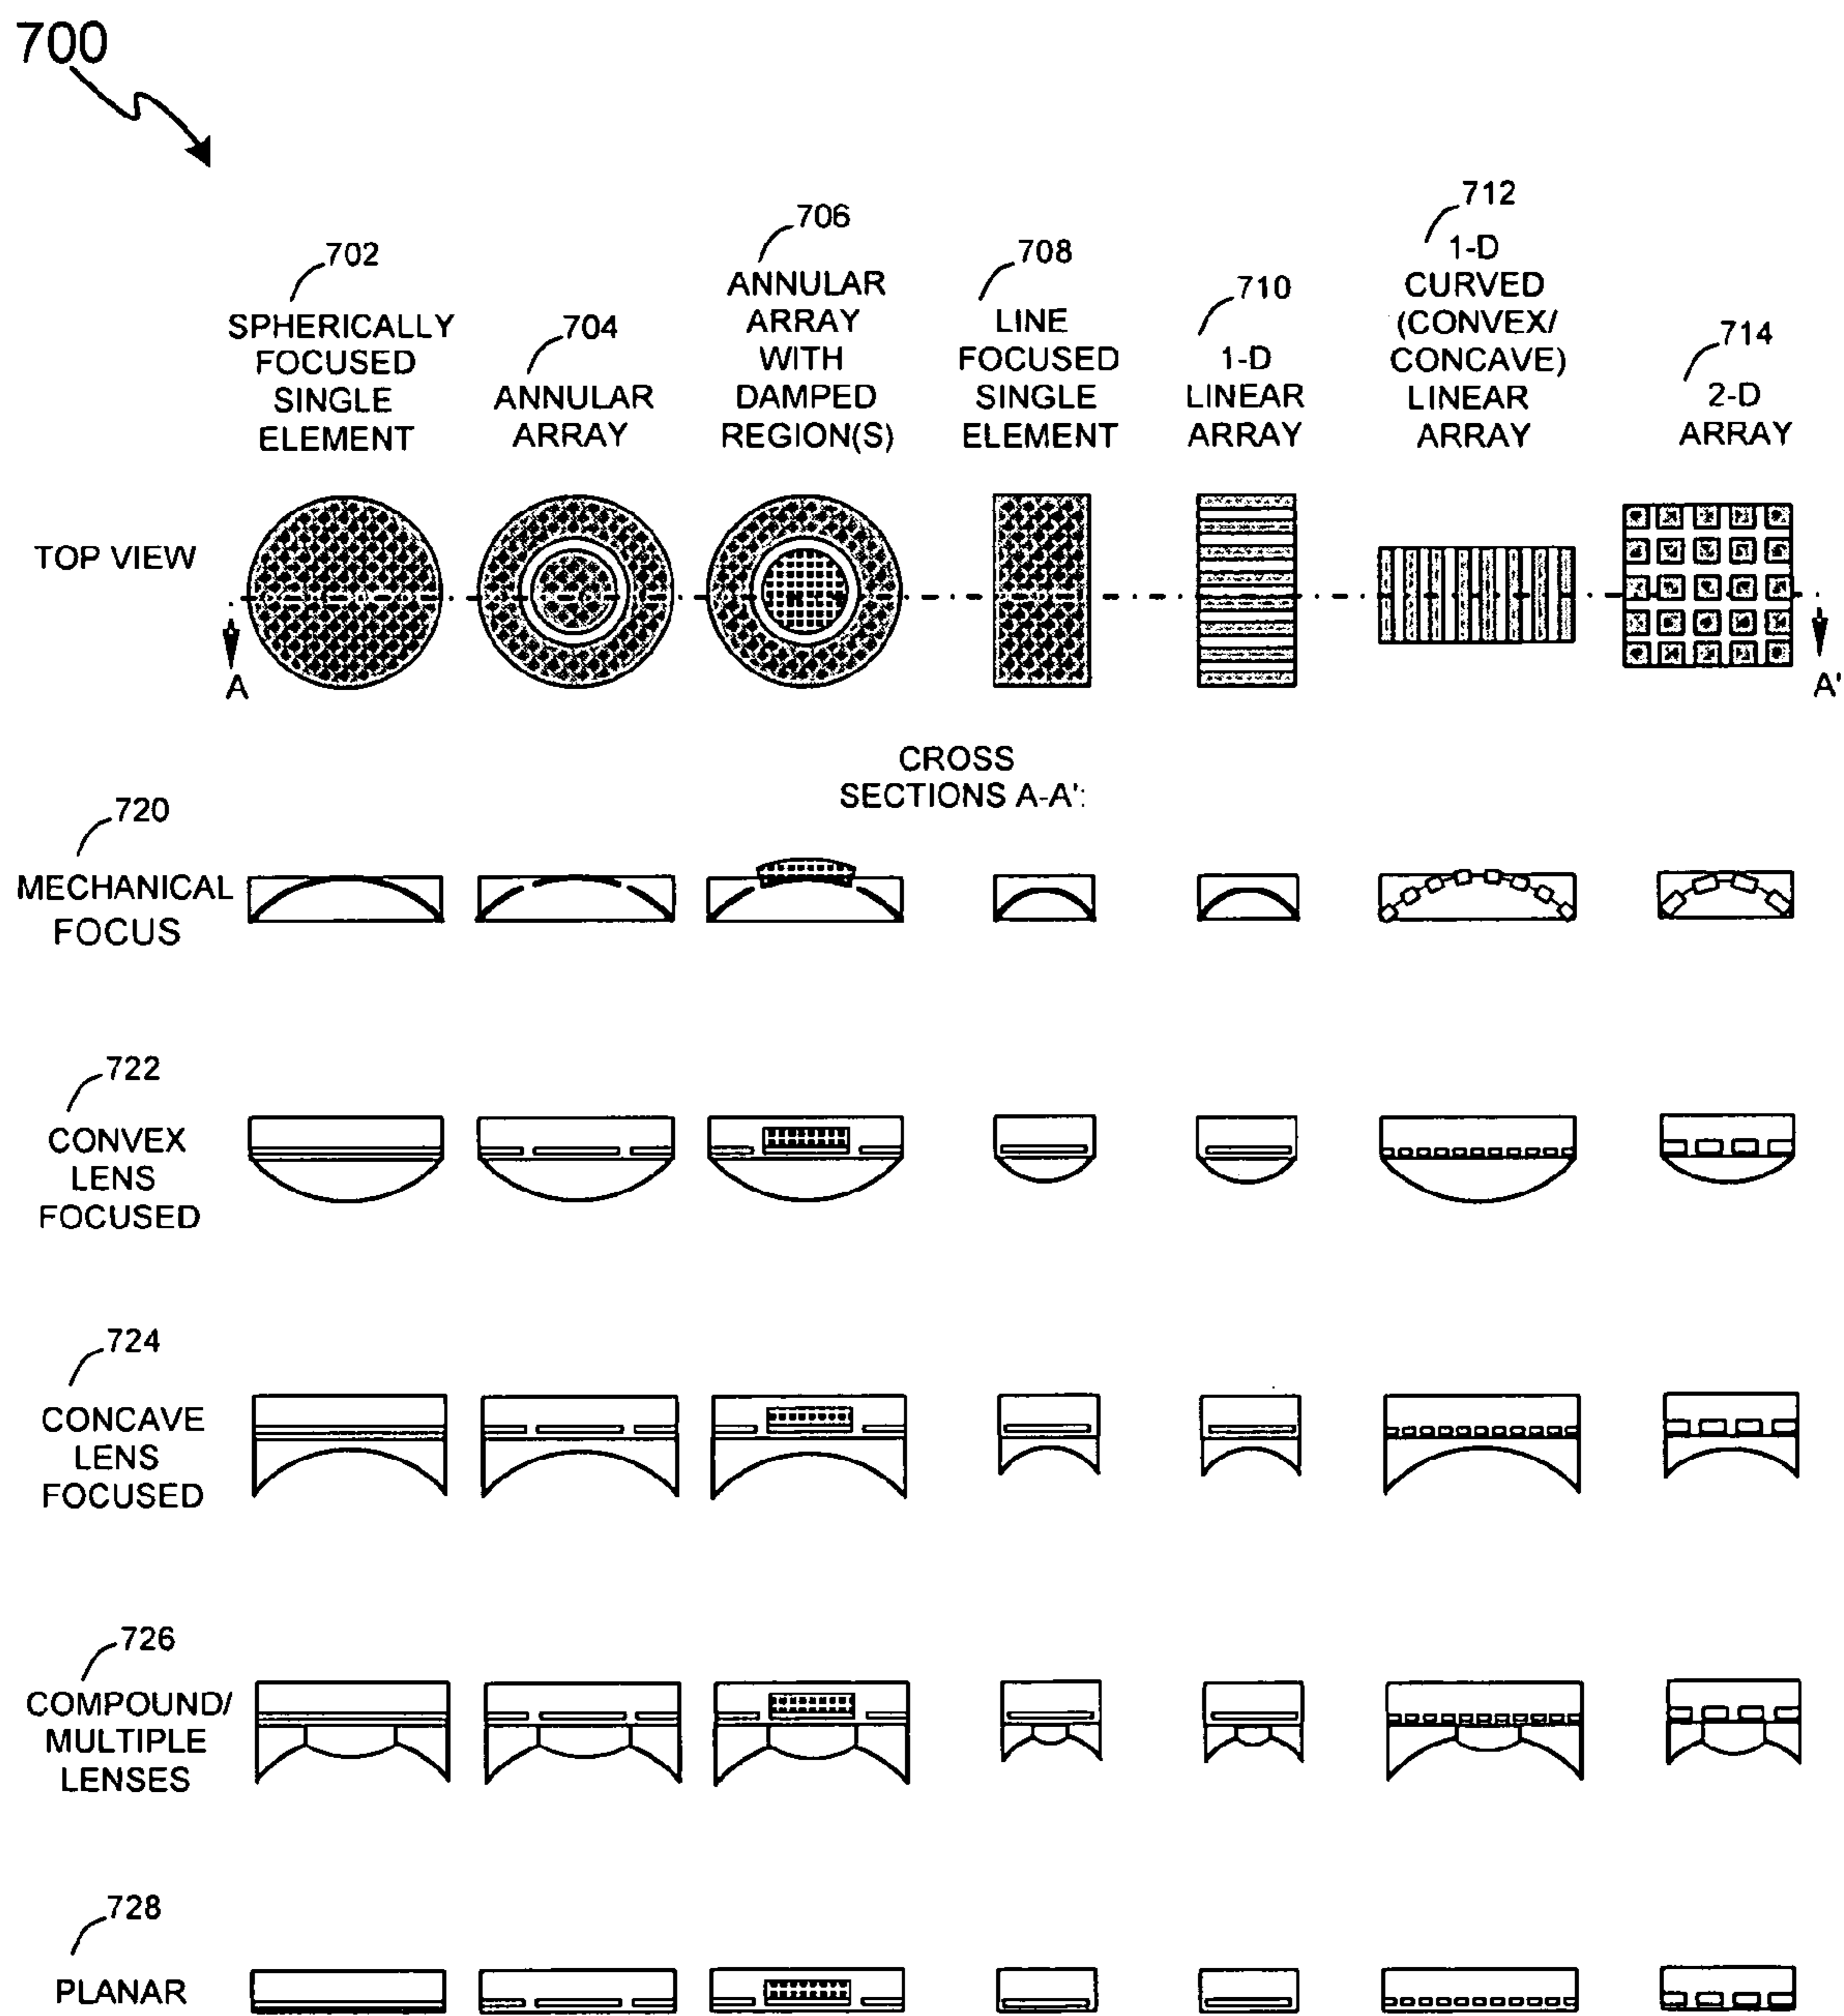 700
702
SPHERICALLY
FOCUSED
SINGLE
ELEMENT
704
ANNULAR
ARRAY
706
ANNULAR
ARRAY
WITH
DAMPED
REGION(S)
708
LINE
FOCUSED
SINGLE
ELEMENT
710
1-D
LINEAR
ARRAY
712
1-D
CURVED
(CONVEX/
CONCAVE)
LINEAR
ARRAY
714
2-D
ARRAY
TOP VIEW
A
A'
CROSS
SECTIONS A-A':
720
MECHANICAL
FOCUS
722
CONVEX
LENS
FOCUSED
724
CONCAVE
LENS
FOCUSED
726
COMPOUND/
MULTIPLE
LENSES
728
PLANAR